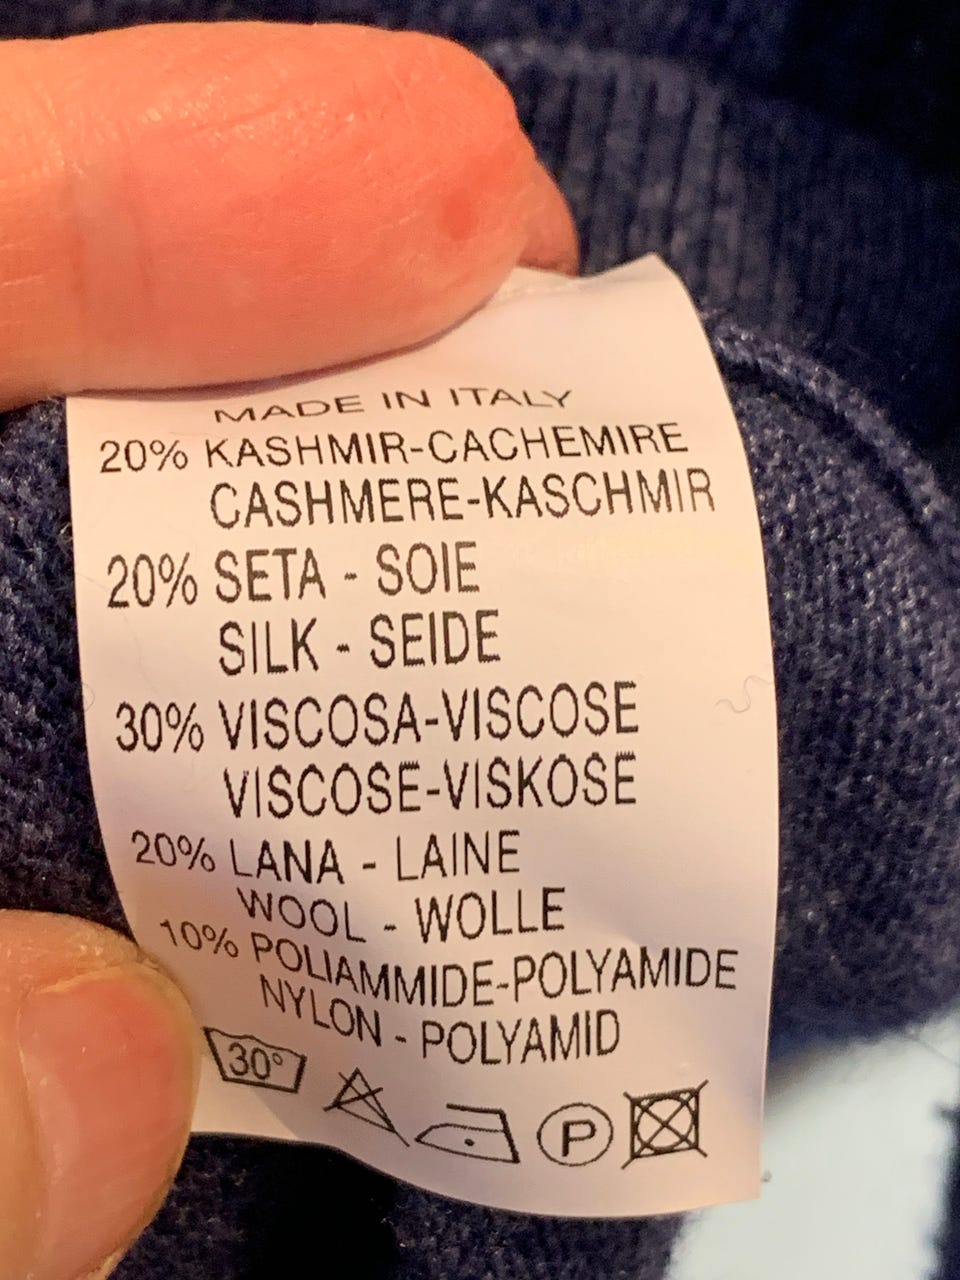 MADE IN ITALY
20% KASHMIR-CACHEMIRE
CASHMERE-KASCHMIR
20% SETA - SOIE
SILK - SEIDE
30% VISCOSA-VISCOSE
VISCOSE-VISKOSE
20% LANA - LAINE
WOOL - WOLLE
10% POLIAMMIDE-POLYAMIDE
NYLON - POLYAMID
30° P